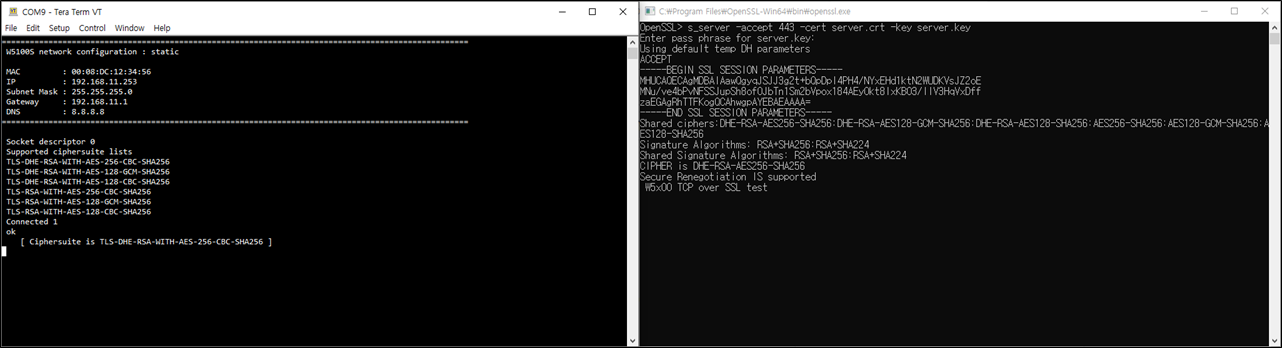 COM9 - Tera Term VT
File Edit Setup Control Window Help
====================================================================================================
W5100S network configuration : static
MAC : 00:08:DC:12:34:56
IP : 192.168.11.253
Subnet Mask : 255.255.255.0
Gateway : 192.168.11.1
DNS : 8.8.8.8
====================================================================================================
Socket descriptor 0
Supported ciphersuite lists
TLS-DHE-RSA-WITH-AES-256-CBC-SHA256
TLS-DHE-RSA-WITH-AES-128-GCM-SHA256
TLS-DHE-RSA-WITH-AES-128-CBC-SHA256
TLS-RSA-WITH-AES-256-CBC-SHA256
TLS-RSA-WITH-AES-128-GCM-SHA256
TLS-RSA-WITH-AES-128-CBC-SHA256
Connected 1
ok
[ Ciphersuite is TLS-DHE-RSA-WITH-AES-256-CBC-SHA256 ]
C:₩Program Files₩OpenSSL-Win64₩bin₩openssl.exe
OpenSSL> s_server -accept 443 -cert server.crt -key server.key
Enter pass phrase for server.key:
Using default temp DH parameters
ACCEPT
-----BEGIN SSL SESSION PARAMETERS-----
-----END SSL SESSION PARAMETERS-----
Shared ciphers:DHE-RSA-AES256-SHA256:DHE-RSA-AES128-GCM-SHA256:DHE-RSA-AES128-SHA256:AES256-SHA256:AES128-GCM-SHA256:A
ES128-SHA256
Signature Algorithms: RSA+SHA256:RSA+SHA224
Shared Signature Algorithms: RSA+SHA256:RSA+SHA224
CIPHER is DHE-RSA-AES256-SHA256
Secure Renegotiation IS supported
W5x00 TCP over SSL test